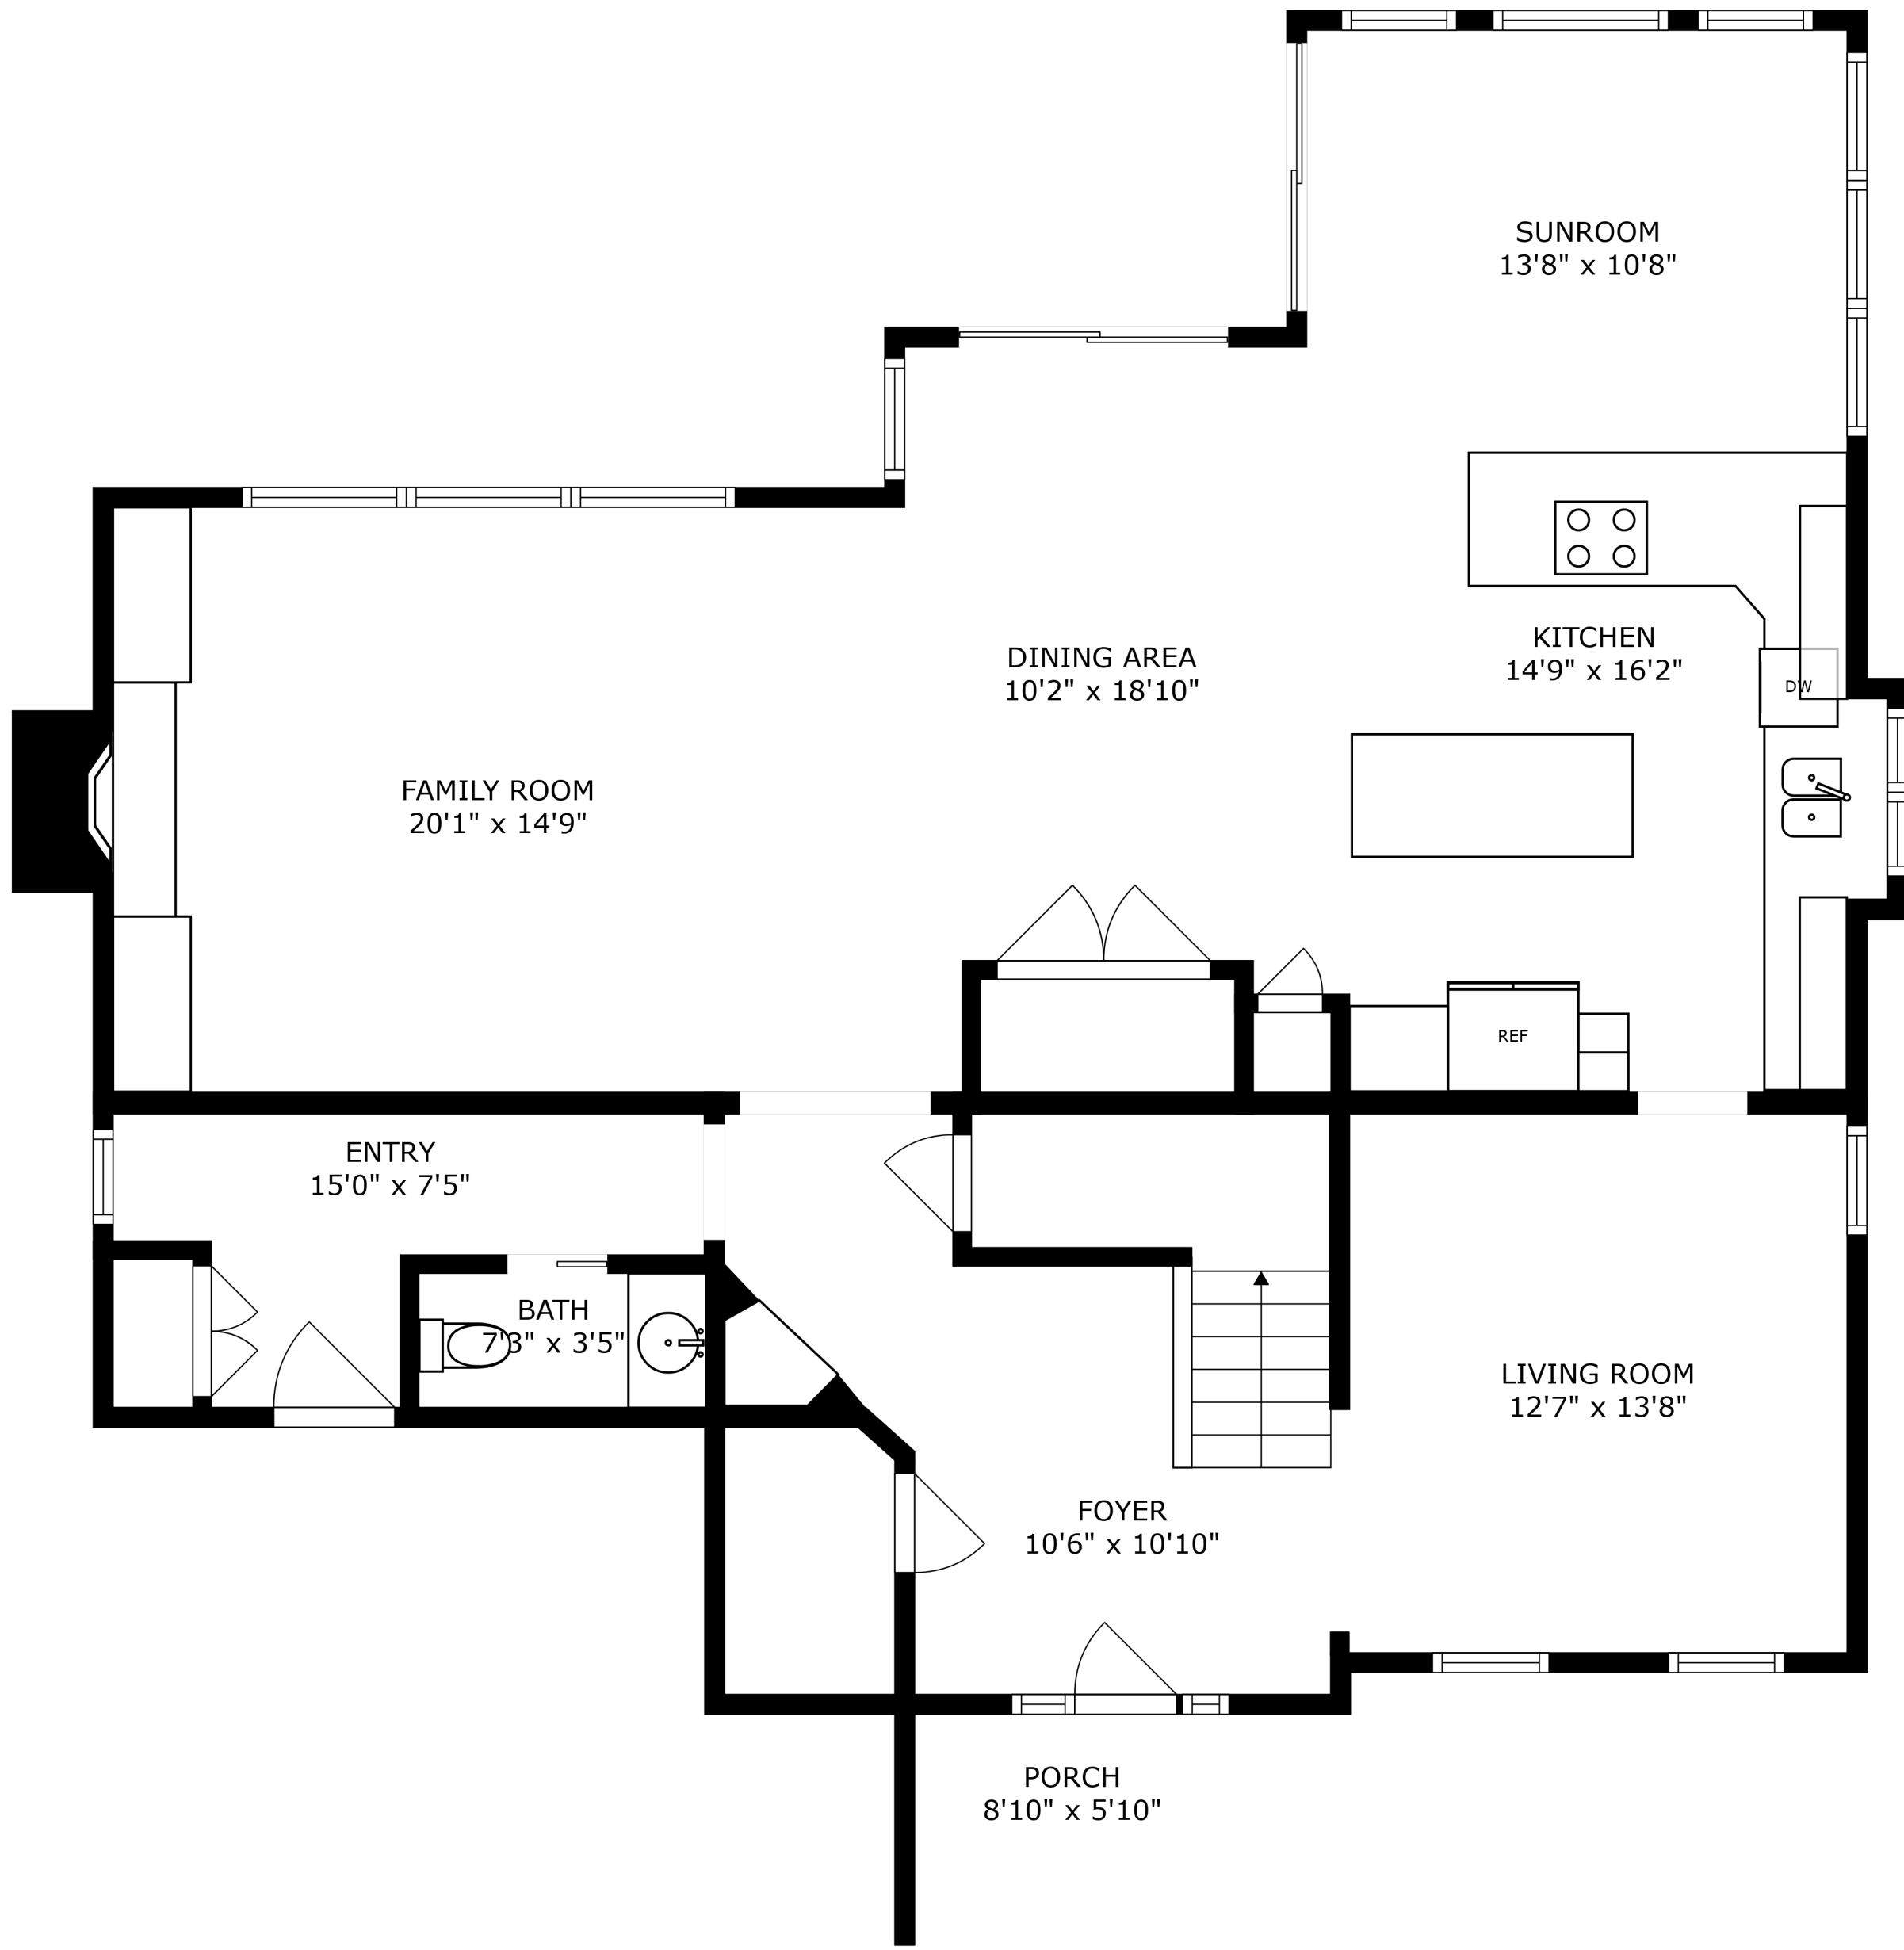 SUNROOM
13'8" x 10'8"
DINING AREA
10'2" x 18'10"
KITCHEN
14'9" x 16'2"
DW
FAMILY ROOM
20'1" x 14'9"
REF
ENTRY
15'0" x 7'5"
BATH
7'3" x 3'5"
LIVING ROOM
12'7" x 13'8"
FOYER
10'6" x 10'10"
PORCH
8'10" x 5'10"